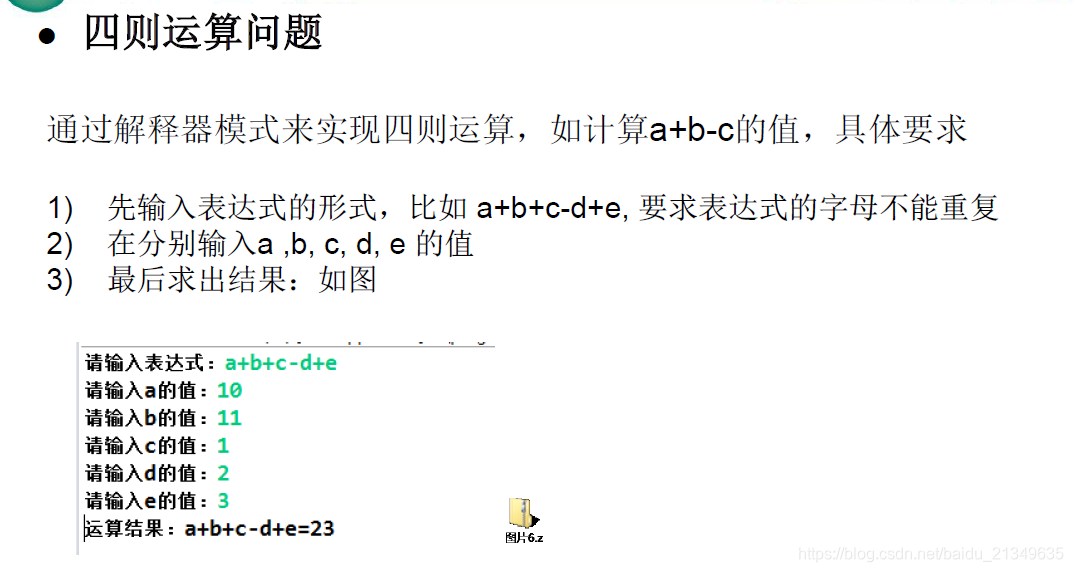 ● 四则运算问题
通过解释器模式来实现四则运算，如计算a+b-c的值，具体要求
1) 先输入表达式的形式，比如 a+b+c-d+e, 要求表达式的字母不能重复
2) 在分别输入a ,b, c, d, e 的值
3) 最后求出结果：如图
请输入表达式：a+b+c-d+e
请输入a的值：10
请输入b的值：11
请输入c的值：1
请输入d的值：2
请输入e的值：3
运算结果：a+b+c-d+e=23
图片6.z
https://blog.csdn.net/baidu_21349635